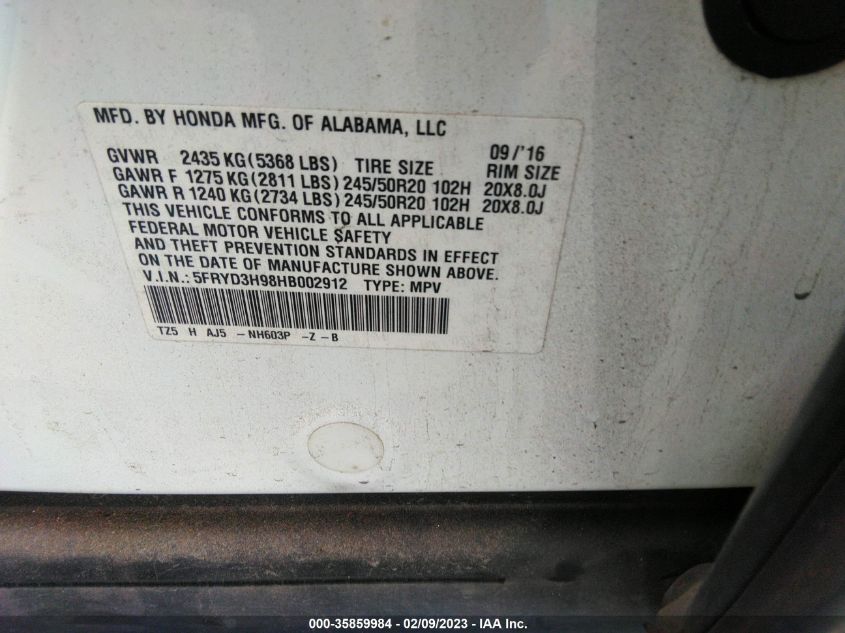 MFD. BY HONDA MFG. OF ALABAMA, LLC
09/'16
GVWR 2435 KG(5368 LBS) TIRE SIZE RIM SIZE
GAWR F 1275 KG(2811 LBS)245/50R20 102H 20X8.0J
GAWR R 1240 KG(2734 LBS)245/50R20 102H 20X8.0J
THIS VEHICLE CONFORMS TO ALL APPLICABLE
FEDERAL MOTOR VEHICLE SAFETY
AND THEFT PREVENTION STANDARDS IN EFFECT
ON THE DATE OF MANUFACTURE SHOWN ABOVE.
V.I.N.: 5FRYD3H98HB002912 TYPE: MPV
TZ5 H AJ5 -NH603P -Z -B
000-35859984 - 02/09/2023 - IAA Inc.